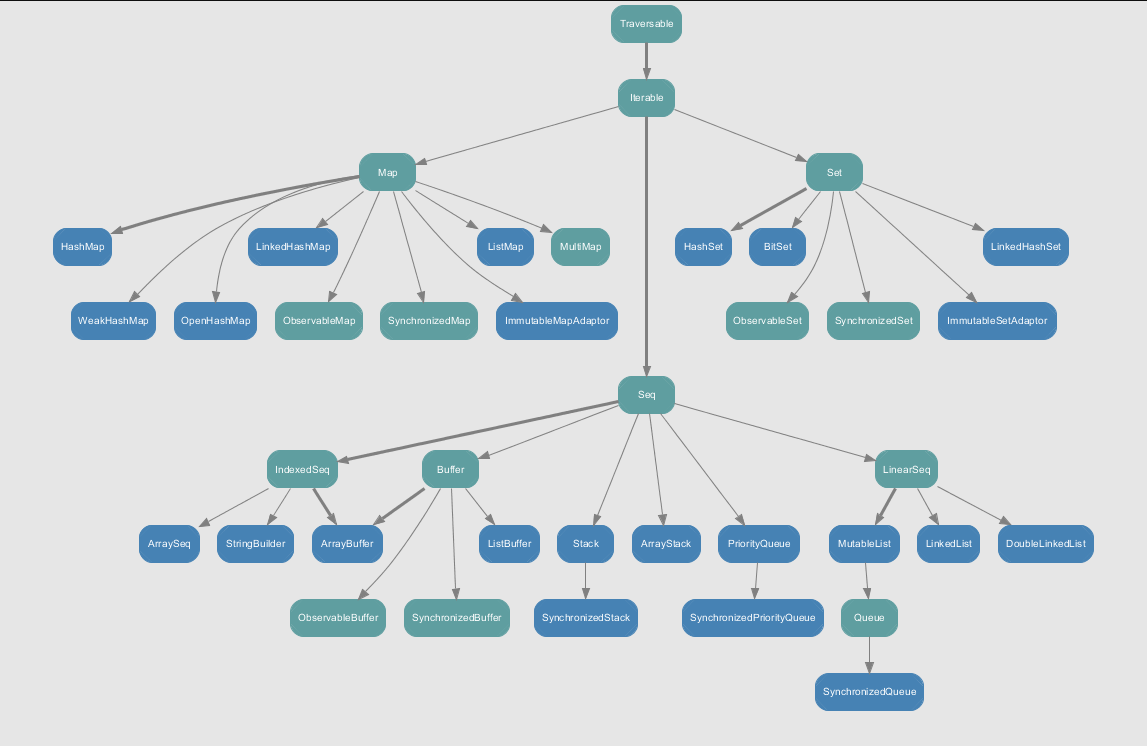 Traversable
Iterable
Map
Set
HashMap
LinkedHashMap
ListMap
MultiMap
HashSet
BitSet
LinkedHashSet
WeakHashMap
OpenHashMap
ObservableMap
SynchronizedMap
ImmutableMapAdaptor
ObservableSet
SynchronizedSet
ImmutableSetAdaptor
Seq
IndexedSeq
Buffer
LinearSeq
ArraySeq
StringBuilder
ArrayBuffer
ListBuffer
Stack
ArrayStack
PriorityQueue
MutableList
LinkedList
DoubleLinkedList
ObservableBuffer
SynchronizedBuffer
SynchronizedStack
SynchronizedPriorityQueue
Queue
SynchronizedQueue